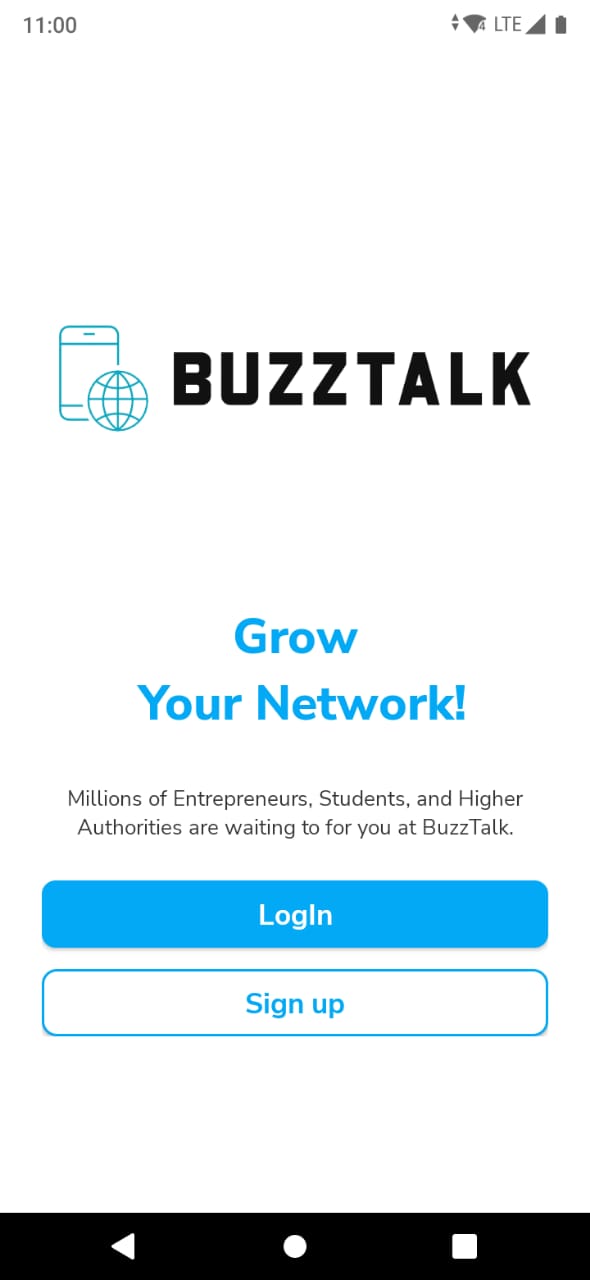 11:00
LTE
BUZZTALK
Grow
Your Network!
Millions of Entrepreneurs, Students, and Higher
Authorities are waiting to for you at BuzzTalk.
LogIn
Sign up